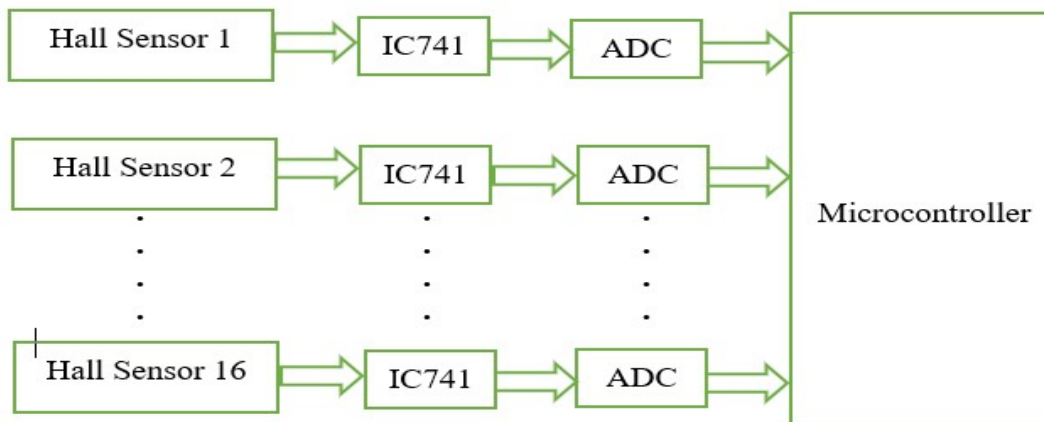 Hall Sensor 1
IC741
ADC
Hall Sensor 2
IC741
ADC
Microcontroller
Hall Sensor 16
IC741
ADC